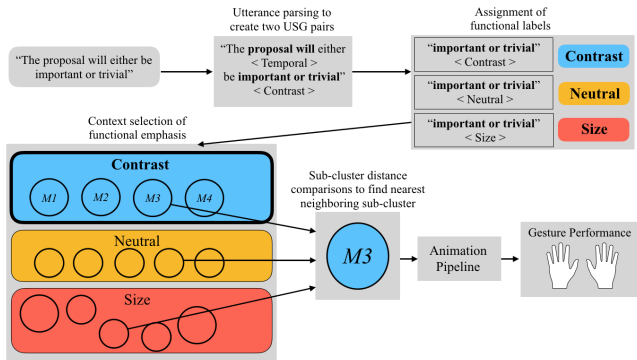 Utterance parsing to
create two USG pairs
Assignment of
functional labels
“The proposal will either be
important or trivial”
“The proposal will either
< Temporal >
be important or trivial”
< Contrast >
“important or trivial”
< Contrast >
Contrast
“important or trivial”
< Neutral >
Neutral
“important or trivial”
< Size >
Size
Context selection of
functional emphasis
Contrast
M1 M2 M3 M4
Neutral
Size
Sub-cluster distance
comparisons to find nearest
neighboring sub-cluster
M3
Animation
Pipeline
Gesture Performance